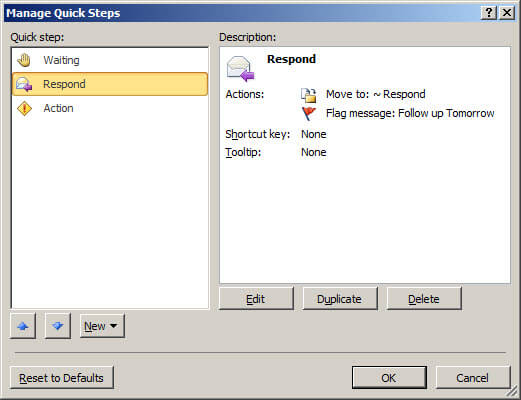 Manage Quick Steps
Quick step:
Waiting
Respond
Action
Description:
Respond
Actions:
Move to: ~ Respond
Flag message: Follow up Tomorrow
Shortcut key: None
Tooltip: None
Edit
Duplicate
Delete
New
Reset to Defaults
OK
Cancel